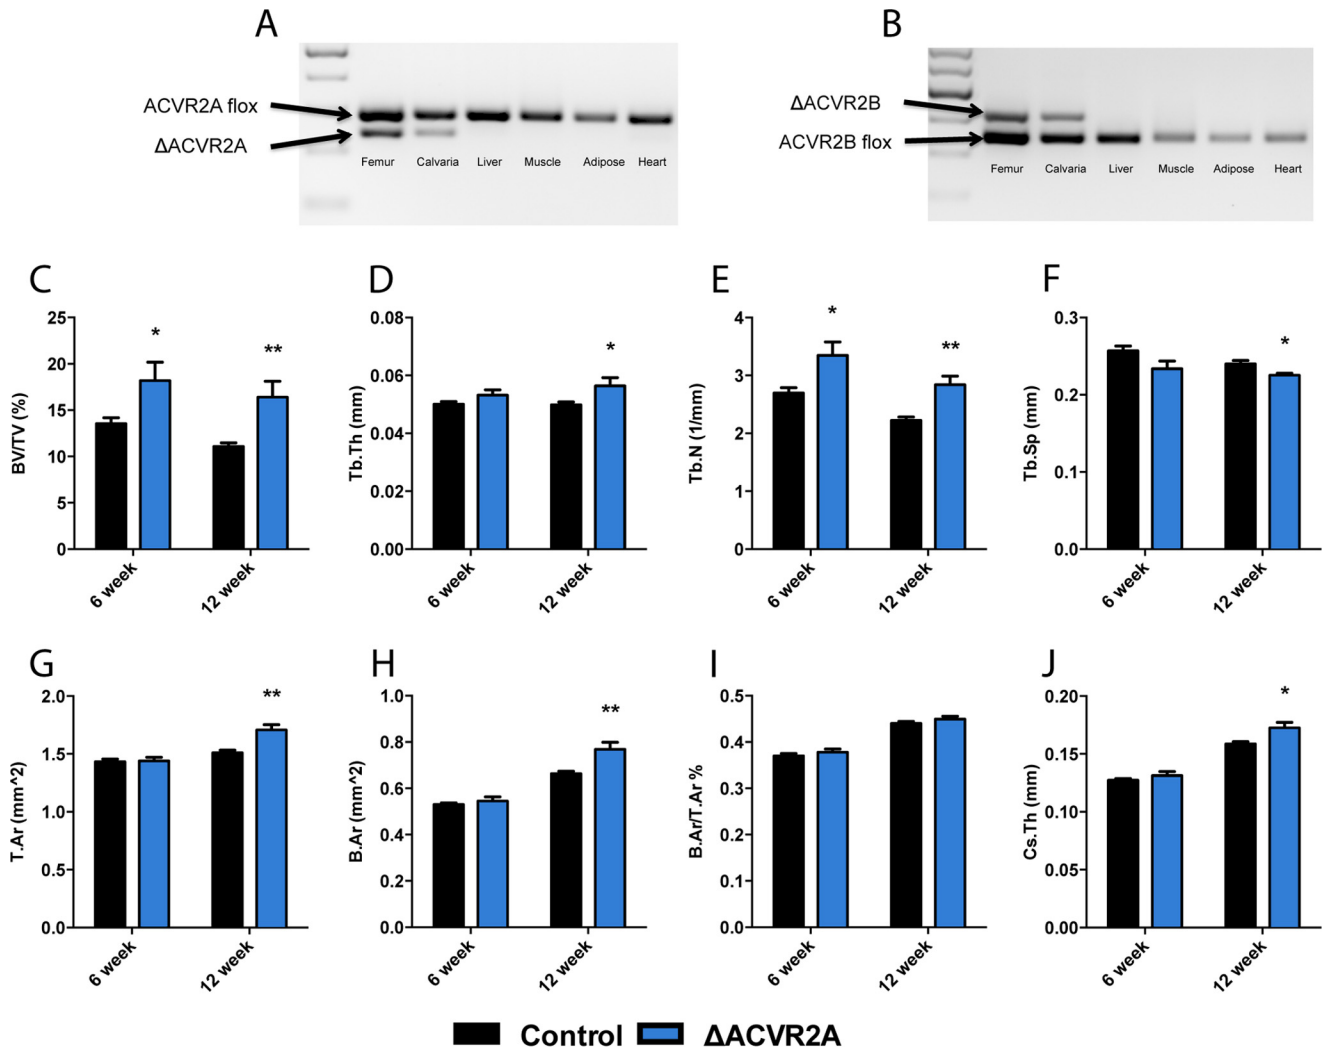 A
ACVR2A flox
ΔACVR2A
Femur Calvaria Liver Muscle Adipose Heart
B
ΔACVR2B
ACVR2B flox
Femur Calvaria Liver Muscle Adipose Heart
C
BV/TV (%)
25
20
15
10
5
0
*
**
6 week
12 week
D
Tb.Th (mm)
0.08
0.06
0.04
0.02
0.00
*
6 week
12 week
E
Tb.N (1/mm)
4
3
2
1
0
*
**
6 week
12 week
F
Tb.Sp (mm)
0.3
0.2
0.1
0.0
*
6 week
12 week
G
T.Ar (mm^2)
2.0
1.5
1.0
0.5
0.0
**
6 week
12 week
H
B.Ar (mm^2)
1.0
0.8
0.6
0.4
0.2
0.0
**
6 week
12 week
I
B.Ar/T.Ar %
0.5
0.4
0.3
0.2
0.1
0.0
6 week
12 week
J
Cs.Th (mm)
0.20
0.15
0.10
0.05
0.00
*
6 week
12 week
Control ΔACVR2A